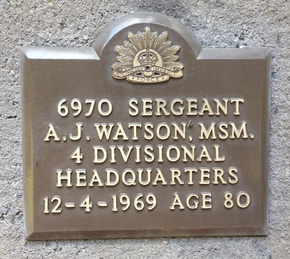 6970 SERGEANT
A.J. WATSON, MSM.
4 DIVISIONAL
HEADQUARTERS
12-4-1969 AGE 80